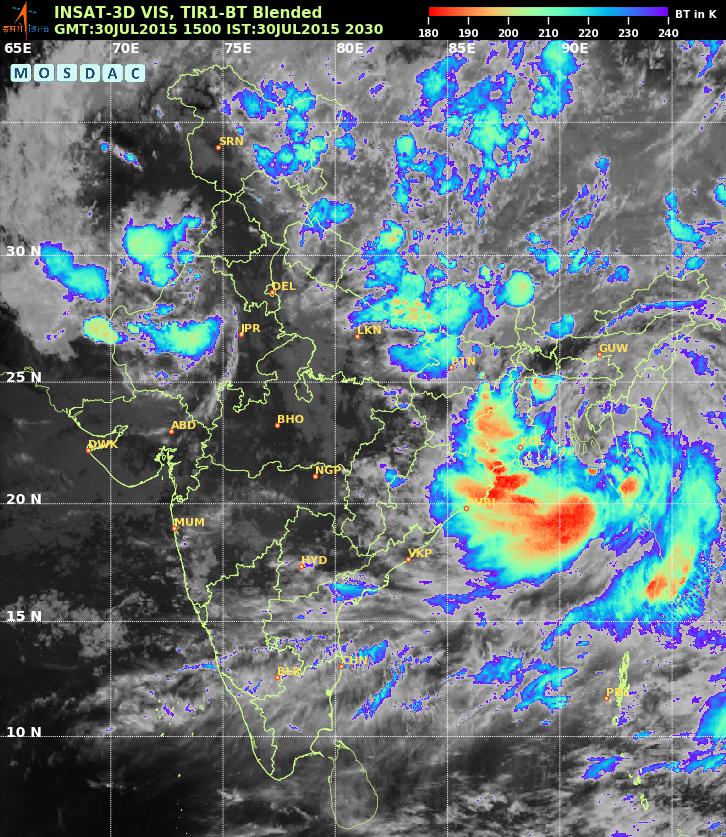 INSAT-3D VIS, TIR1-BT Blended
GMT:30JUL2015 1500 IST:30JUL2015 2030
BT in K
180 190 200 210 220 230 240
65E 70E 75E 80E 85E 90E
M O S D A C
SRN
30 N
DEL
JPR LKN GUW
PTN
25 N
ABD BHO
DWK KOL
NGP
20 N
MUM
VKP
HYD
15 N
CHN
BLR
PBL
10 N